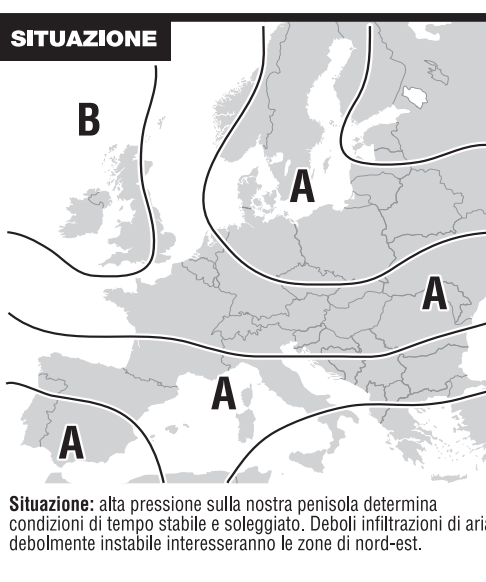 SITUAZIONE
B
A
A
A
A
Situazione: alta pressione sulla nostra penisola determina
condizioni di tempo stabile e soleggiato. Deboli infiltrazioni di aria
debolmente instabile interesseranno le zone di nord-est.